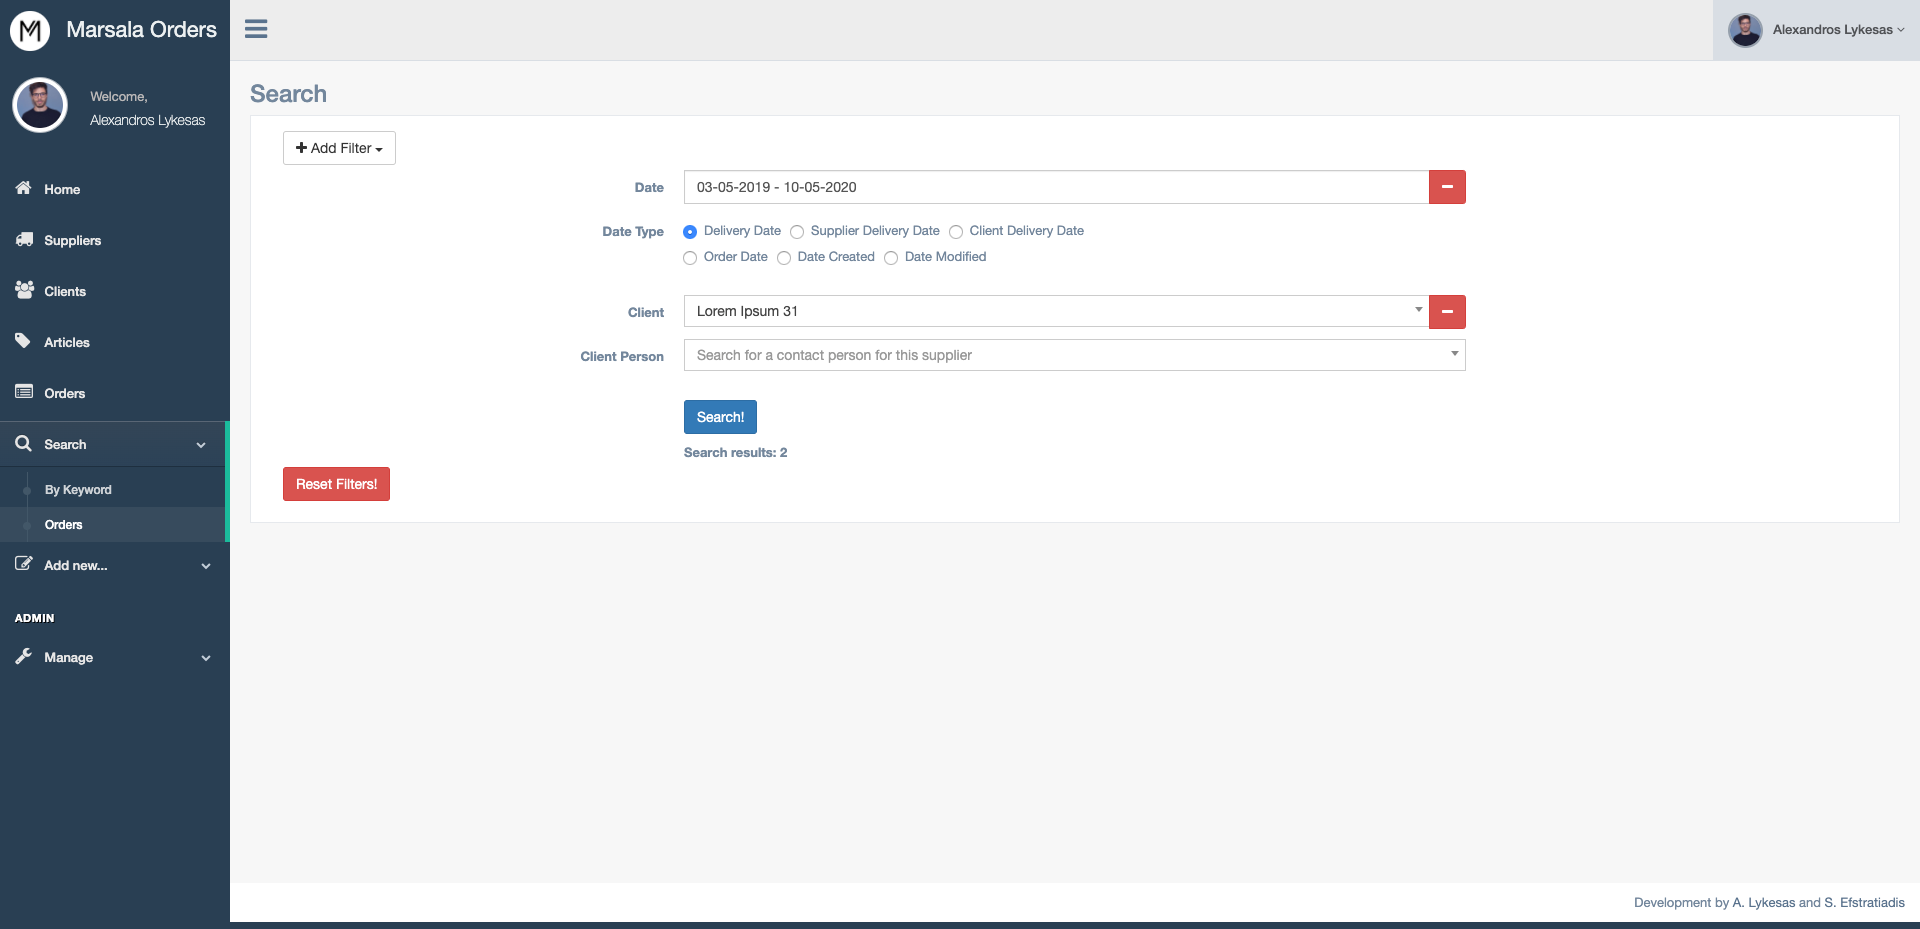 Marsala Orders
Welcome,
Alexandros Lykesas
Home
Suppliers
Clients
Articles
Orders
Search
By Keyword
Orders
Add new...
ADMIN
Manage
Alexandros Lykesas
Search
Add Filter
Date 03-05-2019 - 10-05-2020
Date Type Delivery Date Supplier Delivery Date Client Delivery Date
Order Date Date Created Date Modified
Client Lorem Ipsum 31
Client Person Search for a contact person for this supplier
Search!
Search results: 2
Reset Filters!
Development by A. Lykesas and S. Efstratiadis